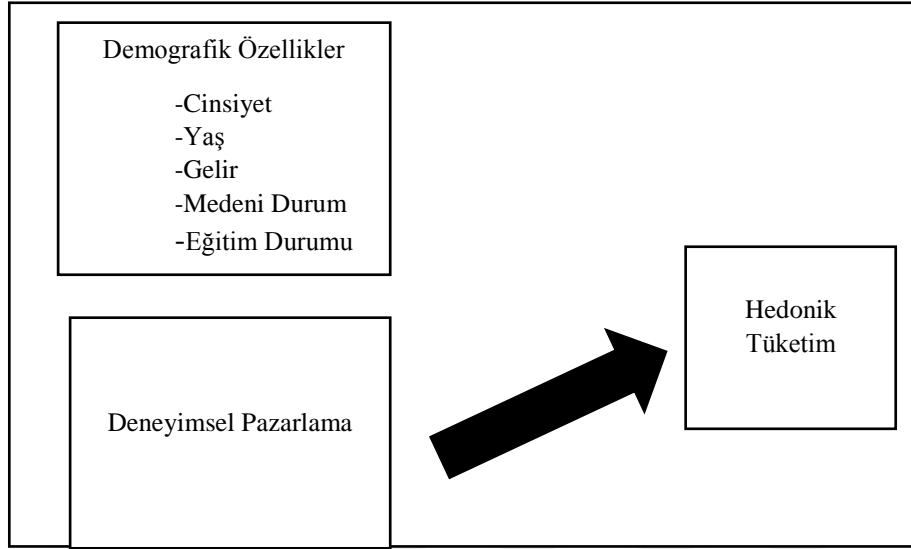 Demografik Özellikler
-Cinsiyet
-Yaş
-Gelir
-Medeni Durum
-Eğitim Durumu
Deneyimsel Pazarlama
Hedonik
Tüketim